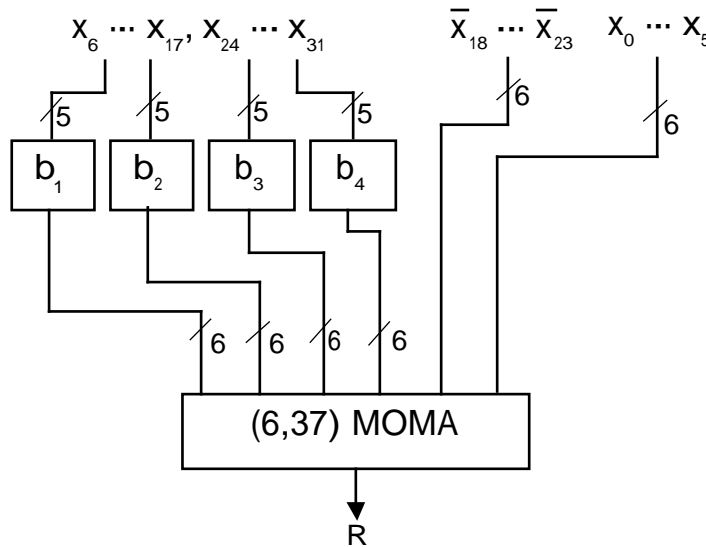 x₆ ··· x₁₇, x₂₄ ··· x₃₁ x̅₁₈ ··· x̅₂₃ x₀ ··· x₅
5 5 5 5 6 6
b₁ b₂ b₃ b₄
6 6 6 6
(6,37) MOMA
R